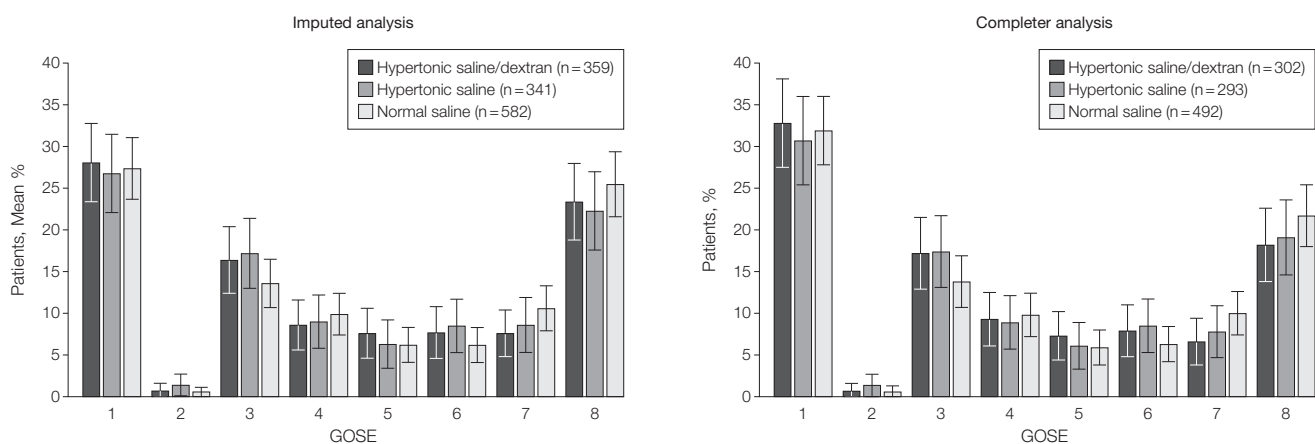 Imputed analysis
40
35
30
25
20
15
10
5
0
Patients, Mean %
Hypertonic saline/dextran (n=359)
Hypertonic saline (n=341)
Normal saline (n=582)
1 2 3 4 5 6 7 8
GOSE
Completer analysis
40
35
30
25
20
15
10
5
0
Patients, %
Hypertonic saline/dextran (n=302)
Hypertonic saline (n=293)
Normal saline (n=492)
1 2 3 4 5 6 7 8
GOSE